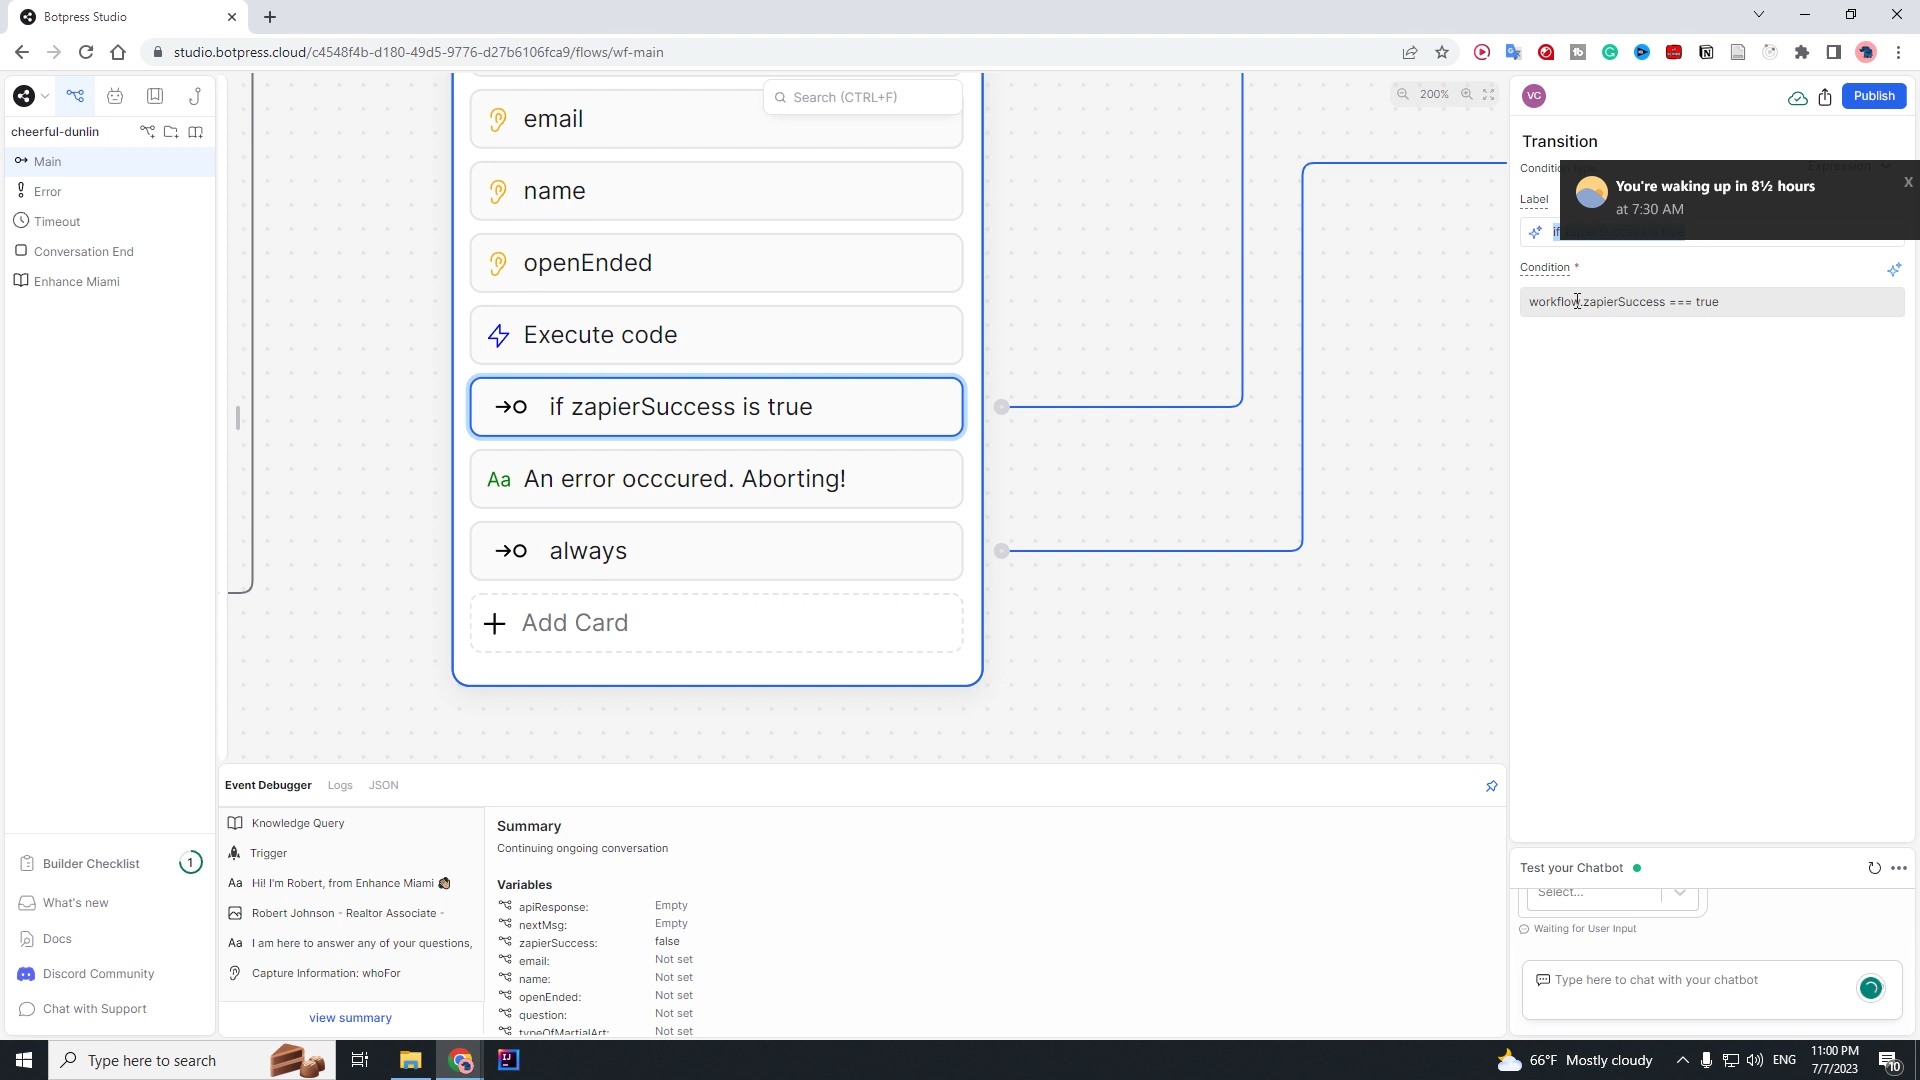 Botpress Studio
studio.botpress.cloud/c4548f4b-d180-49d5-9776-d27b6106fca9/flows/wf-main
cheerful-dunlin
Main
Error
Timeout
Conversation End
Enhance Miami
Builder Checklist 1
What's new
Docs
Discord Community
Chat with Support
Search (CTRL+F)
200%
email
name
openEnded
Execute code
if zapierSuccess is true
Aa An error occcured. Aborting!
always
Add Card
VC
Publish
Transition
You're waking up in 8½ hours
at 7:30 AM
X
Label
Condition *
workflow.zapierSuccess === true
Event Debugger Logs JSON
Knowledge Query
Trigger
Aa Hi! I'm Robert, from Enhance Miami
Robert Johnson - Realtor Associate -
Aa I am here to answer any of your questions,
Capture Information: whoFor
view summary
Summary
Continuing ongoing conversation
Variables
apiResponse: Empty
nextMsg: Empty
zapierSuccess: false
email: Not set
name: Not set
openEnded: Not set
question: Not set
typeOfMartialArt: Not set
Test your Chatbot
Select...
Waiting for User Input
Type here to chat with your chatbot
Type here to search
66°F Mostly cloudy
ENG
11:00 PM
7/7/2023
10